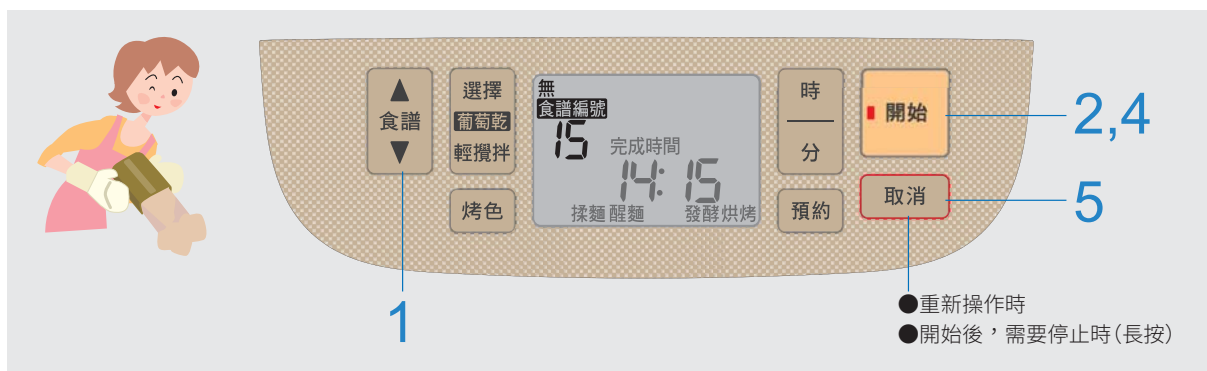 ▲
食譜
▼
選擇
葡萄乾
輕攪拌
烤色
無
食譜編號
15
完成時間
14:15
揉麵 醒麵 發酵 烘烤
時
分
預約
開始
取消
2,4
5
1
●重新操作時
●開始後，需要停止時(長按)